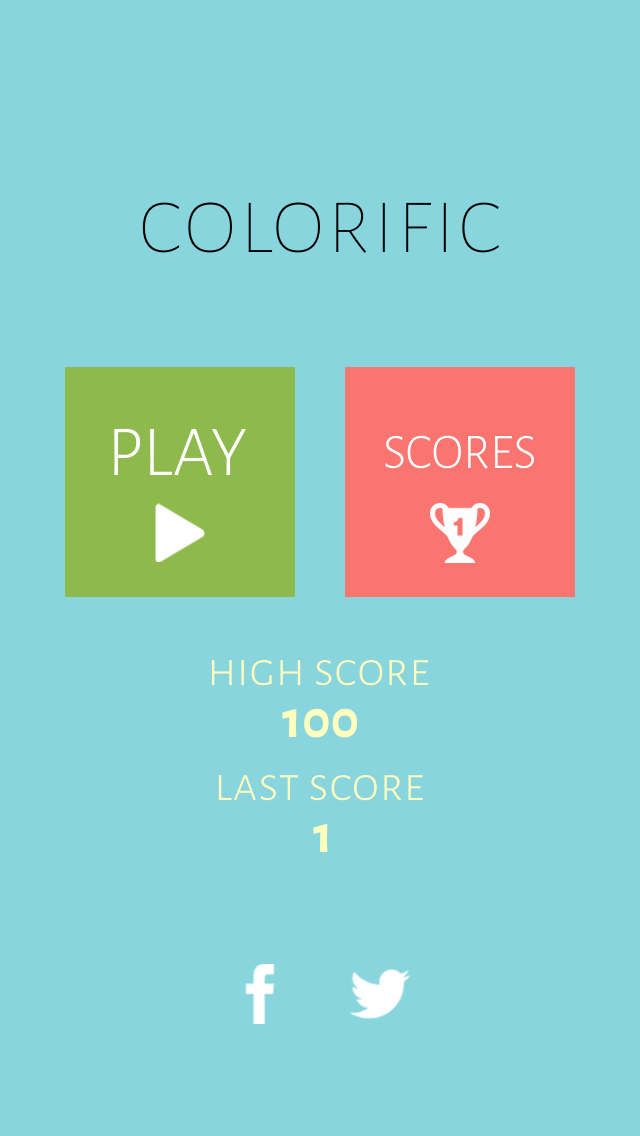 COLORIFIC
PLAY
SCORES
1
HIGH SCORE
100
LAST SCORE
1